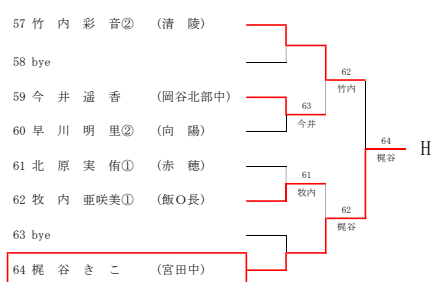 57 竹 内 彩 音② （清 陵）
62
竹内
58 bye
59 今 井 遥 香 （岡谷北部中）
63
今井
60 早 川 明 里② （向 陽）
64
梶谷
H
61 北 原 実 侑① （赤 穂）
61
牧内
62 牧 内 亜咲美① （飯O長）
62
梶谷
63 bye
64 梶 谷 き こ （宮田中）